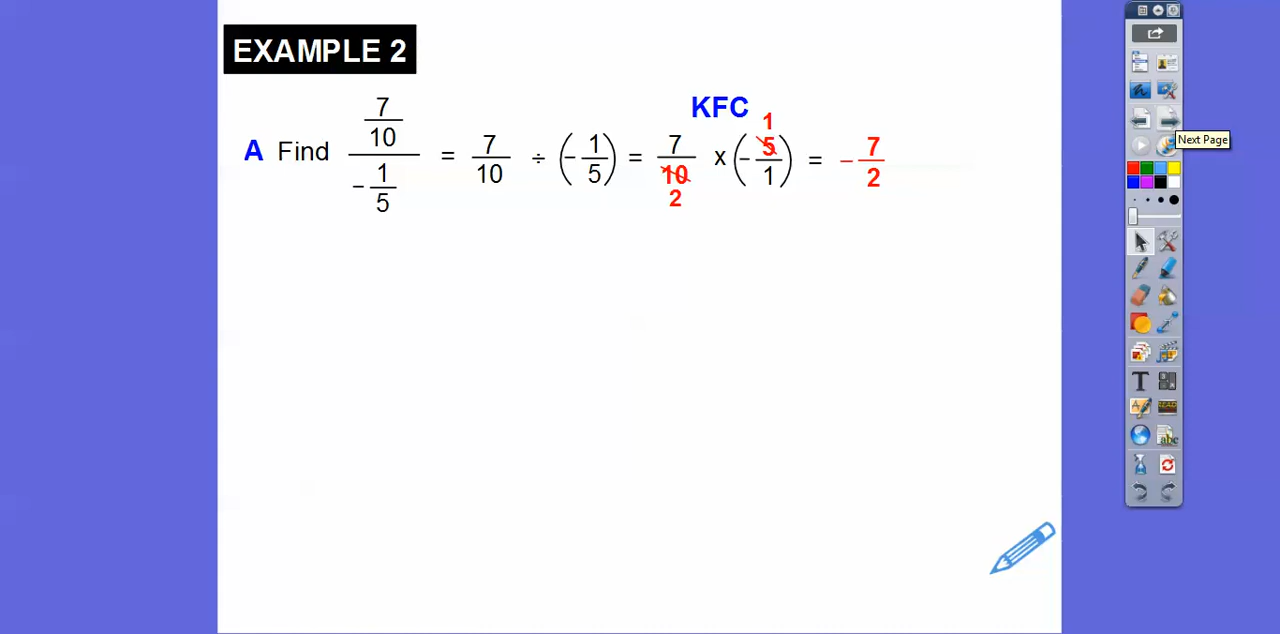 EXAMPLE 2
KFC
A Find (7/10)/(-1/5) = 7/10 ÷ (-1/5) = 7/10 2 x (-5/1) 1 = -7/2
Next Page